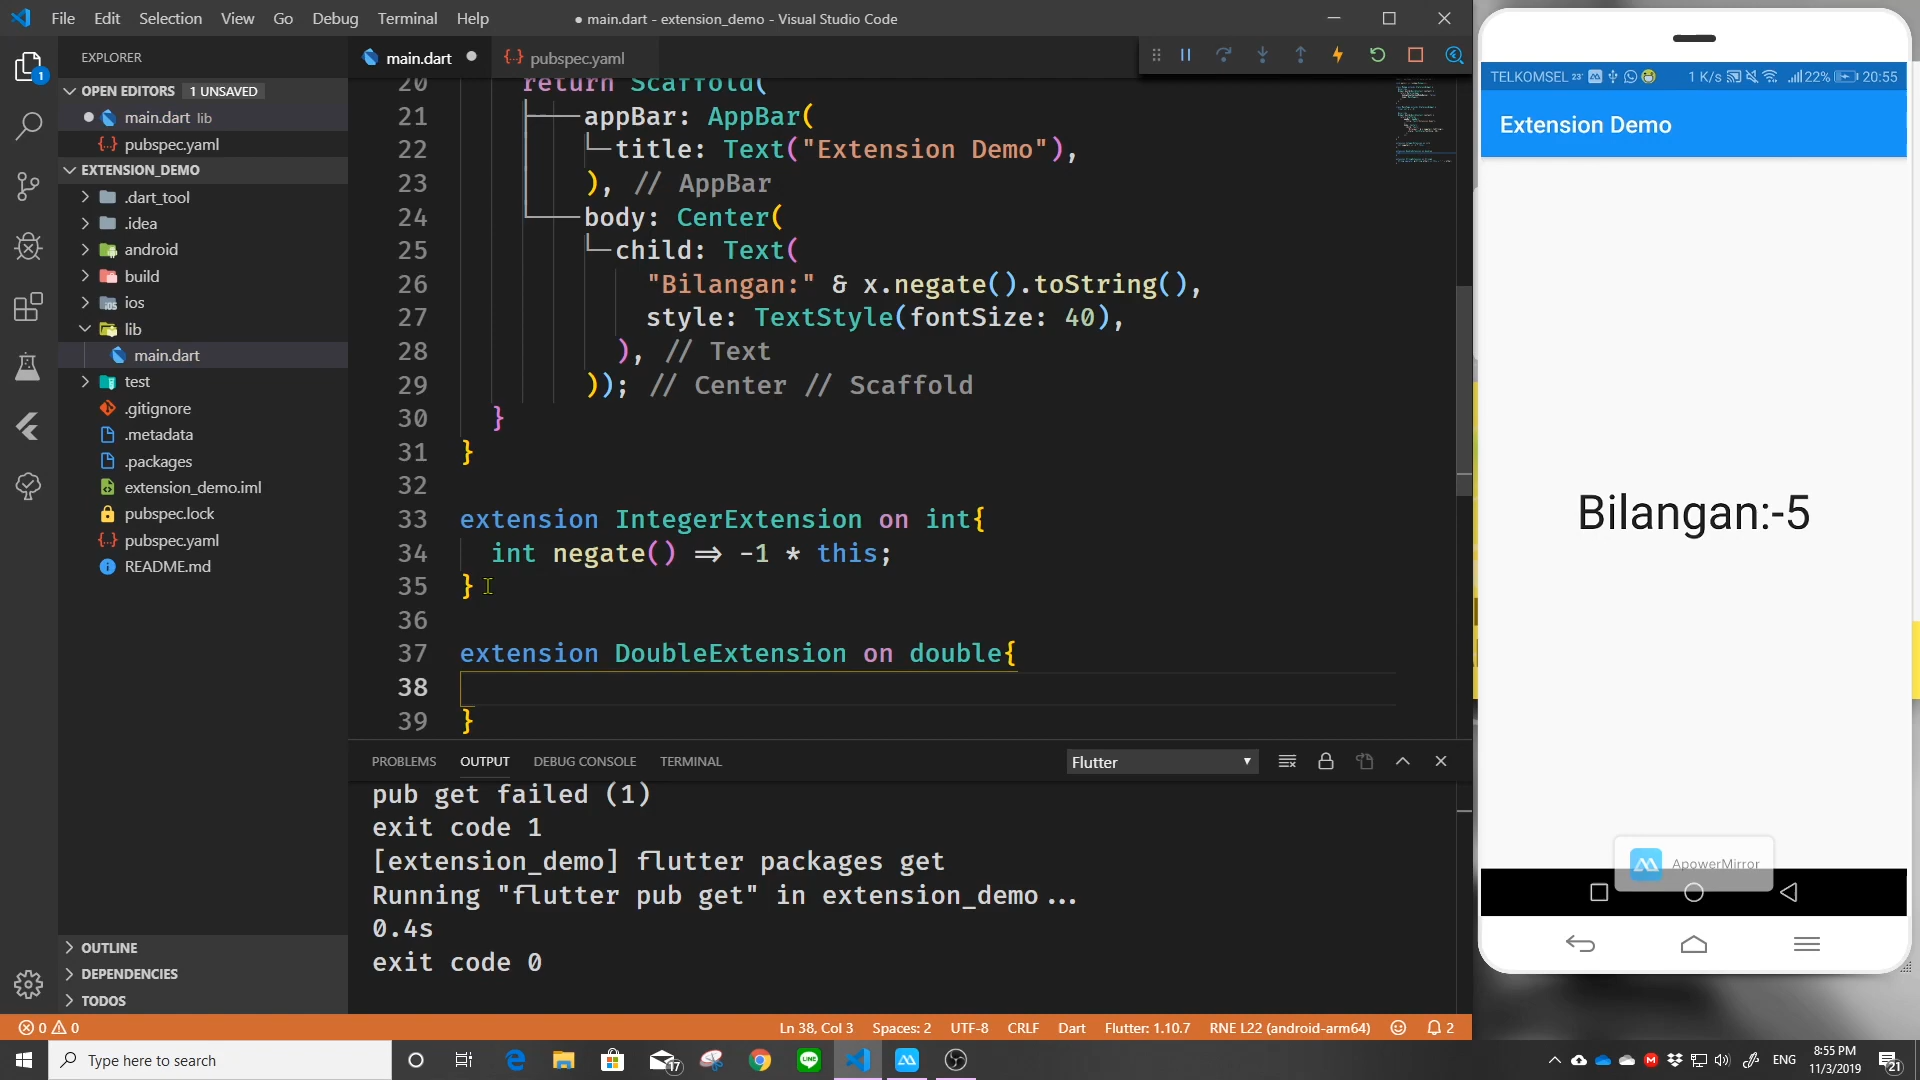 File Edit Selection View Go Debug Terminal Help
● main.dart - extension_demo - Visual Studio Code
EXPLORER
OPEN EDITORS 1 UNSAVED
main.dart lib
pubspec.yaml
EXTENSION_DEMO
.dart_tool
.idea
android
build
ios
lib
main.dart
test
.gitignore
.metadata
.packages
extension_demo.iml
pubspec.lock
pubspec.yaml
README.md
OUTLINE
DEPENDENCIES
TODOS
main.dart
pubspec.yaml
20 return Scaffold(
21 appBar: AppBar(
22 title: Text("Extension Demo"),
23 ), // AppBar
24 body: Center(
25 child: Text(
26 "Bilangan:" & x.negate().toString(),
27 style: TextStyle(fontSize: 40),
28 ), // Text
29 )); // Center // Scaffold
30 }
31 }
32
33 extension IntegerExtension on int{
34 int negate() => -1 * this;
35 }
36
37 extension DoubleExtension on double{
38
39 }
PROBLEMS OUTPUT DEBUG CONSOLE TERMINAL
Flutter
pub get failed (1)
exit code 1
[extension_demo] flutter packages get
Running "flutter pub get" in extension_demo...
0.4s
exit code 0
0 0
Ln 38, Col 3 Spaces: 2 UTF-8 CRLF Dart Flutter: 1.10.7 RNE L22 (android-arm64) 2
TELKOMSEL 1 K/s 22% 20:55
Extension Demo
Bilangan:-5
ApowerMirror
Type here to search
17
ENG
8:55 PM
11/3/2019
21